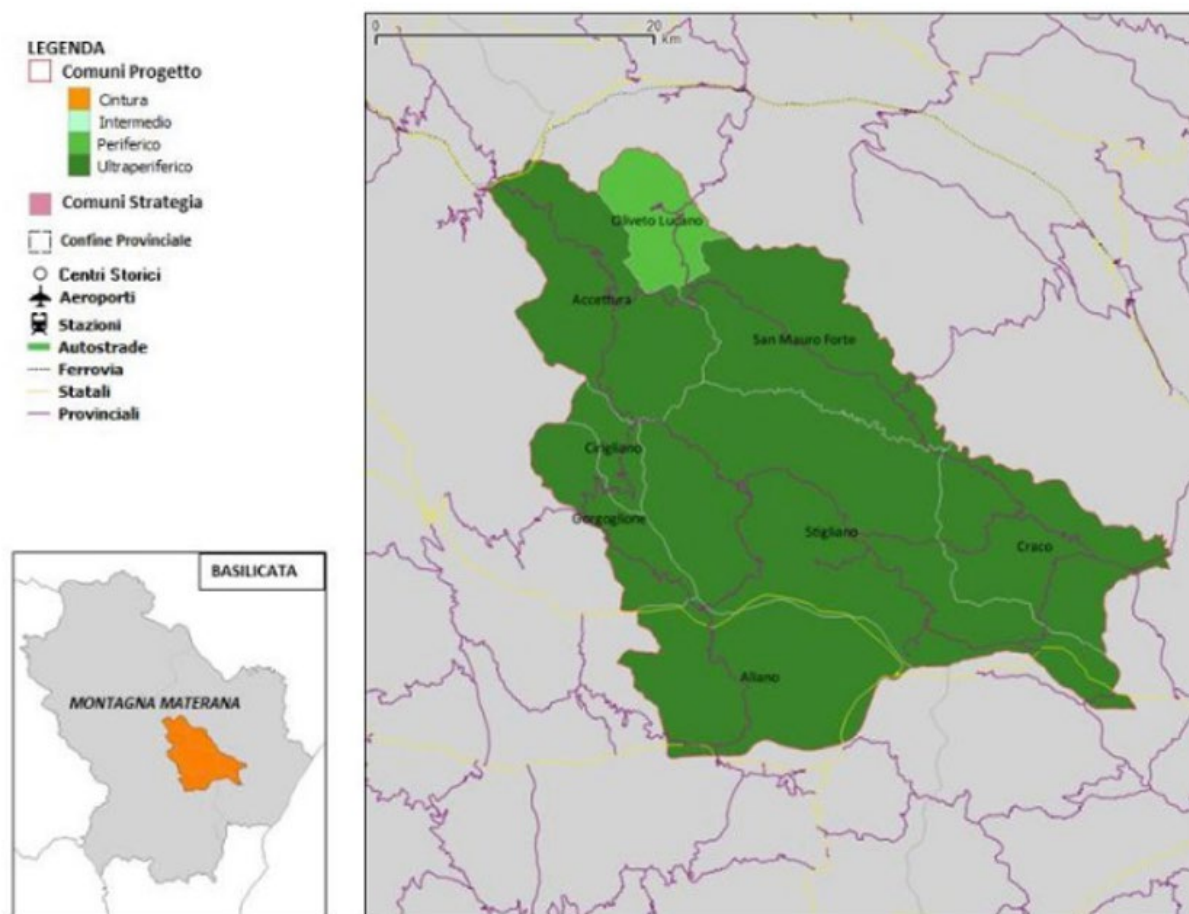 LEGENDA
Comuni Progetto
Cintura
Intermedio
Periferico
Ultraperiferico
Comuni Strategia
Confine Provinciale
Centri Storici
Aeroporti
Stazioni
Autostrade
Ferrovia
Statali
Provinciali
BASILICATA
MONTAGNA MATERANA
0 20
Km
Oliveto Lucano
Accettura
San Mauro Forte
Cirigliano
Gorgoglione
Stigliano
Craco
Aliano